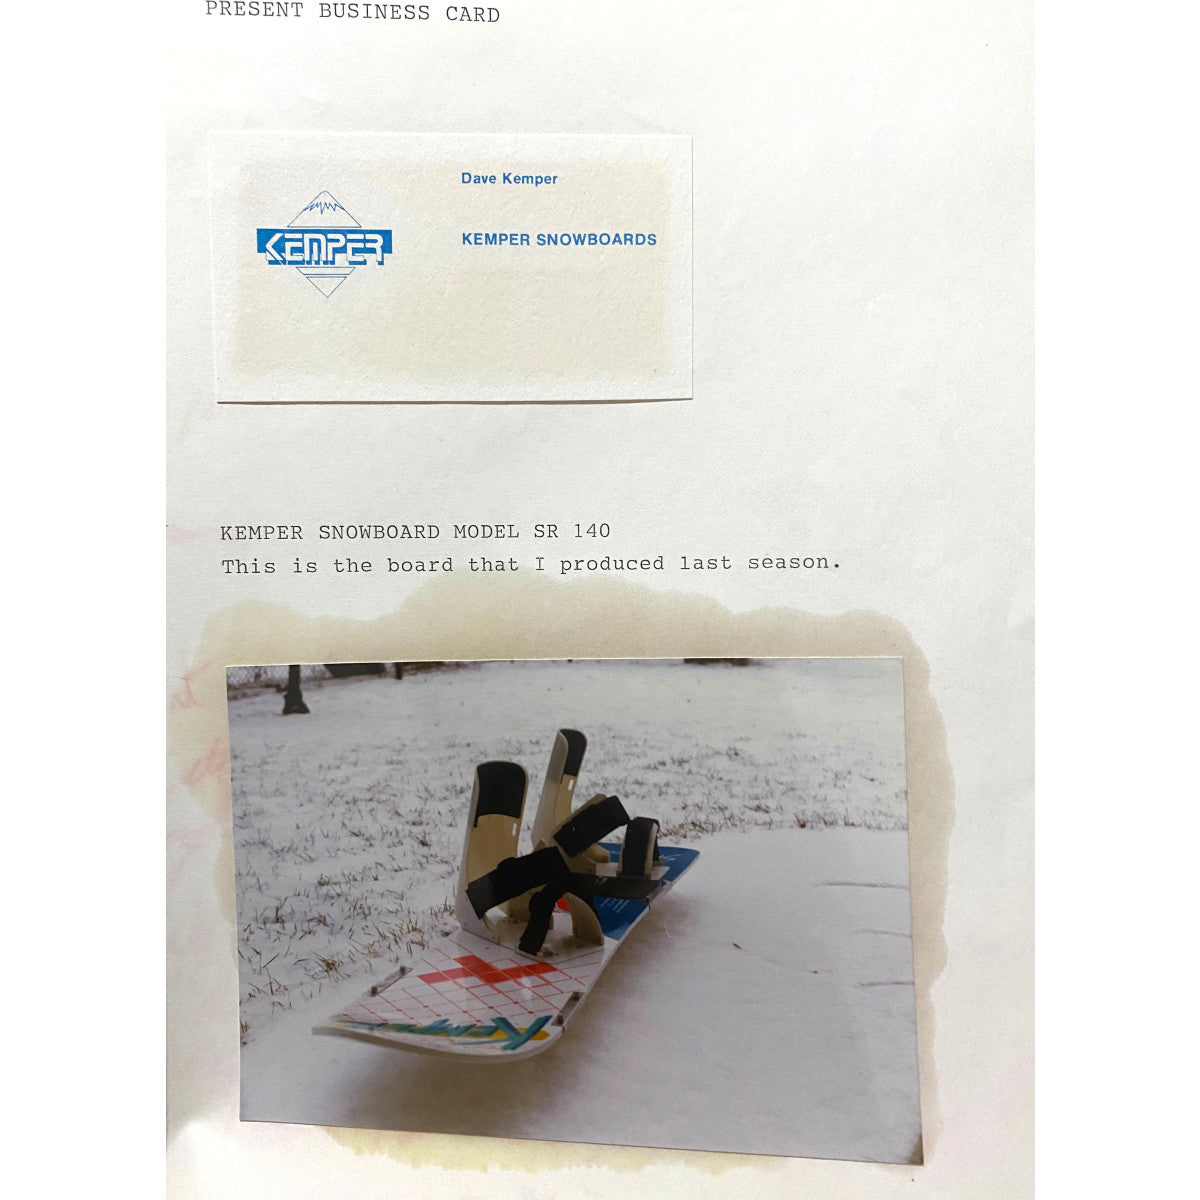 PRESENT BUSINESS CARD
Dave Kemper
KEMPER
KEMPER SNOWBOARDS
KEMPER SNOWBOARD MODEL SR 140
This is the board that I produced last season.
Kemper